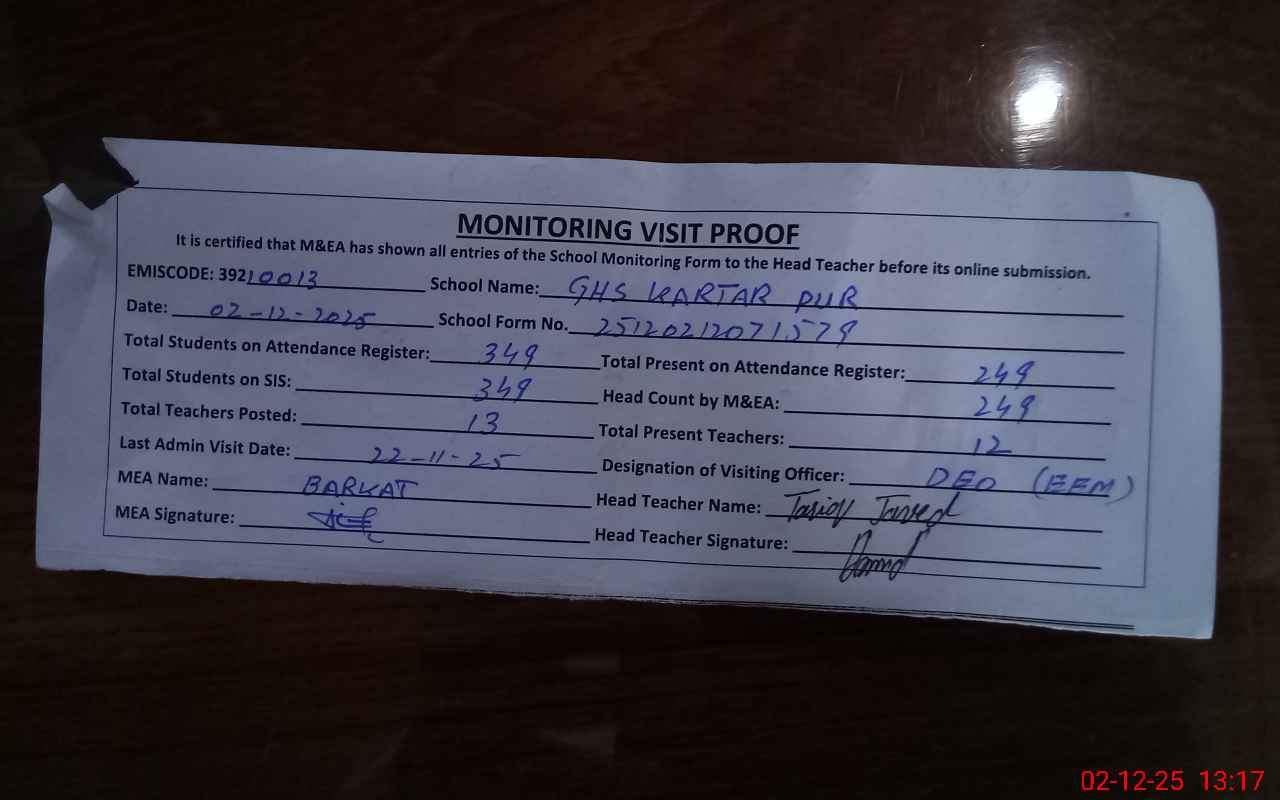 MONITORING VISIT PROOF
It is certified that M&EA has shown all entries of the School Monitoring Form to the Head Teacher before its online submission.
EMISCODE: 39210013 School Name: GHS KARTAR PUR
Date: 02-12-2025 School Form No. 25120212071579
Total Students on Attendance Register: 349 Total Present on Attendance Register: 249
Total Students on SIS: 349 Head Count by M&EA: 249
Total Teachers Posted: 13 Total Present Teachers: 12
Last Admin Visit Date: 22-11-25 Designation of Visiting Officer: DEO (EEM)
MEA Name: BARKAT Head Teacher Name: Javed
MEA Signature: Head Teacher Signature:
02-12-25 13:17